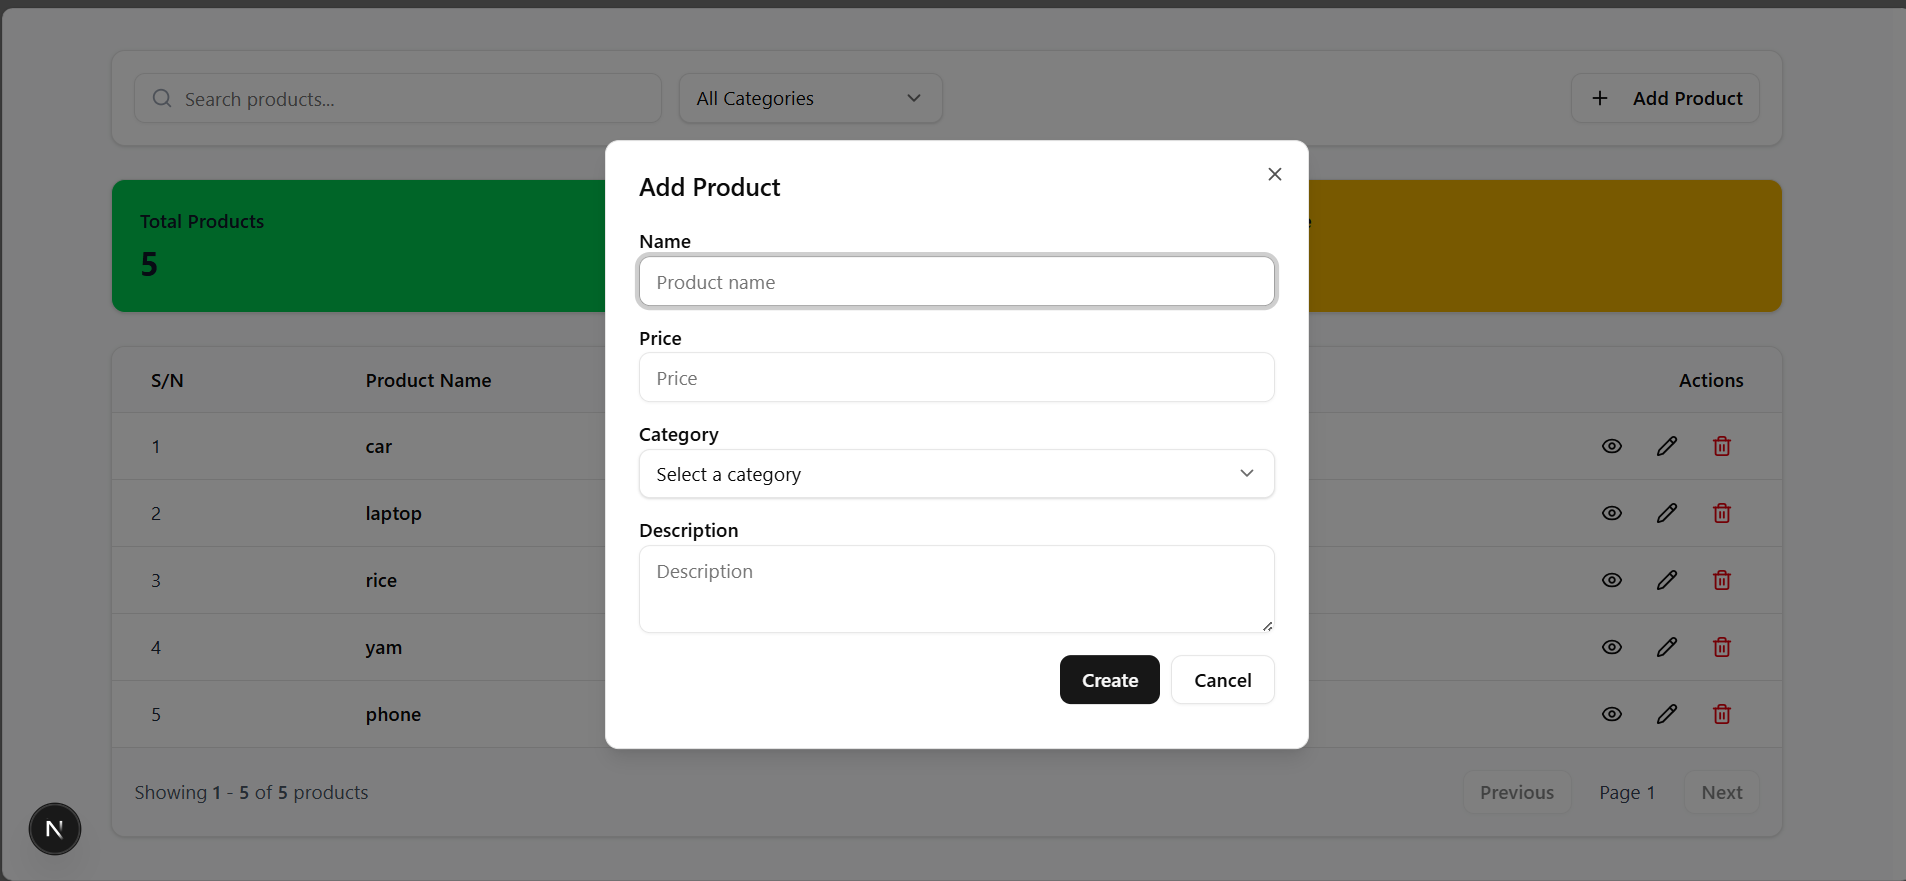 Search products...
All Categories
Add Product
Total Products
5
Add Product
Name
Product name
Price
Price
Category
Select a category
Description
Description
Create
Cancel
S/N Product Name Actions
1 car
2 laptop
3 rice
4 yam
5 phone
Showing 1 - 5 of 5 products
Previous Page 1 Next
N